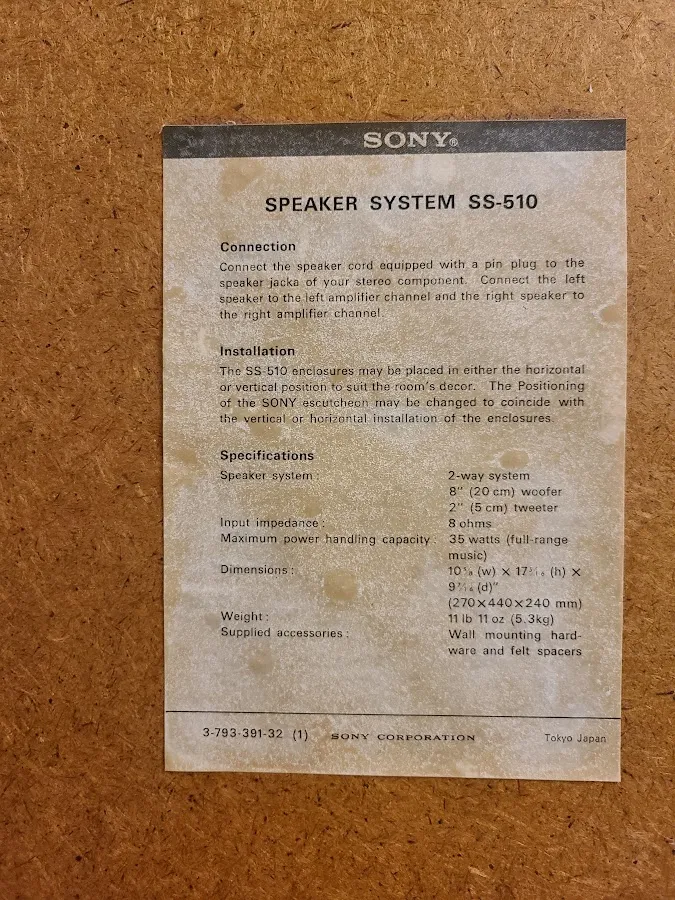 SONY®
SPEAKER SYSTEM SS-510
Connection
Connect the speaker cord equipped with a pin plug to the
speaker jacka of your stereo component. Connect the left
speaker to the left amplifier channel and the right speaker to
the right amplifier channel.
Installation
The SS-510 enclosures may be placed in either the horizontal
or vertical position to suit the room's decor. The Positioning
of the SONY escutcheon may be changed to coincide with
the vertical or horizontal installation of the enclosures.
Specifications
Speaker system: 2-way system
8" (20 cm) woofer
2" (5 cm) tweeter
Input impedance: 8 ohms
Maximum power handling capacity: 35 watts (full-range
music)
Dimensions: 10⅝ (w) × 17³⁄₁₆ (h) ×
9⁷⁄₁₆ (d)"
(270×440×240 mm)
Weight: 11 lb 11 oz (5.3kg)
Supplied accessories: Wall mounting hard-
ware and felt spacers
3-793-391-32 (1) SONY CORPORATION Tokyo Japan